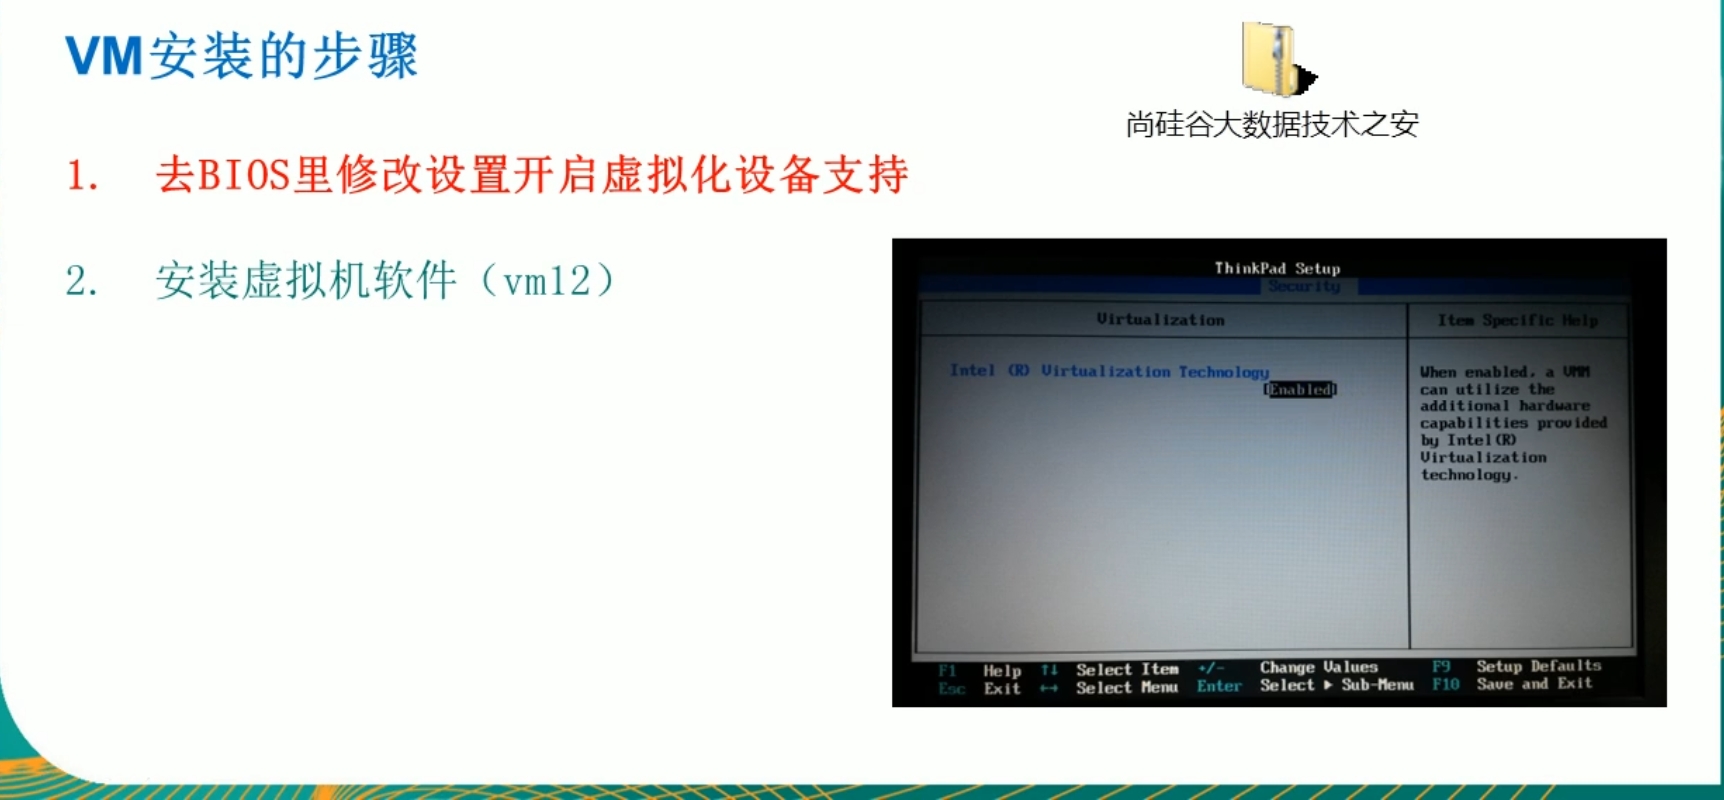 VM安装的步骤
尚硅谷大数据技术之安
1. 去BIOS里修改设置开启虚拟化设备支持
2. 安装虚拟机软件（vm12）
ThinkPad Setup
Security
Virtualization
Item Specific Help
Intel (R) Virtualization Technology
[Enabled]
When enabled, a VMM
can utilize the
additional hardware
capabilities provided
by Intel(R)
Virtualization
technology.
F1 Help ↑↓ Select Item +/- Change Values F9 Setup Defaults
Esc Exit ↔ Select Menu Enter Select ▶ Sub-Menu F10 Save and Exit